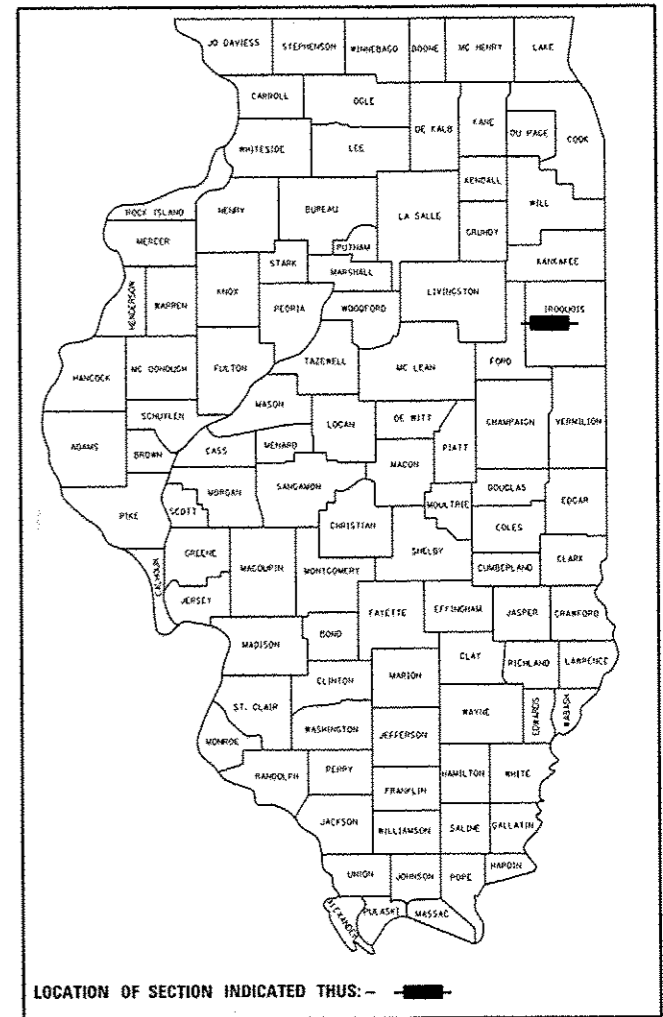 JO DAVIESS STEPHENSON WINNEBAGO BOONE MC HENRY LAKE
CARROLL OGLE DE KALB KANE DU PAGE COOK
WHITESIDE LEE KENDALL WILL
ROCK ISLAND HENRY BUREAU LA SALLE GRUNDY
MERCER PUTNAM KANKAKEE
STARK MARSHALL
HENDERSON WARREN KNOX PEORIA WOODFORD LIVINGSTON IROQUOIS
FORD
HANCOCK MC DONOUGH FULTON TAZEWELL MC LEAN
SCHUYLER MASON LOGAN DE WITT CHAMPAIGN VERMILION
ADAMS BROWN CASS MENARD PIATT
MACON
PIKE SCOTT MORGAN SANGAMON MOULTRIE DOUGLAS EDGAR
CHRISTIAN COLES
CALHOUN GREENE SHELBY
MACOUPIN MONTGOMERY CUMBERLAND CLARK
JERSEY FAYETTE EFFINGHAM JASPER CRAWFORD
MADISON BOND
CLAY RICHLAND LAWRENCE
CLINTON MARION
ST. CLAIR WAYNE EDWARDS WABASH
WASHINGTON JEFFERSON
MONROE
RANDOLPH PERRY HAMILTON WHITE
FRANKLIN
JACKSON WILLIAMSON SALINE GALLATIN
UNION JOHNSON POPE HARDIN
ALEXANDER PULASKI MASSAC
LOCATION OF SECTION INDICATED THUS: –